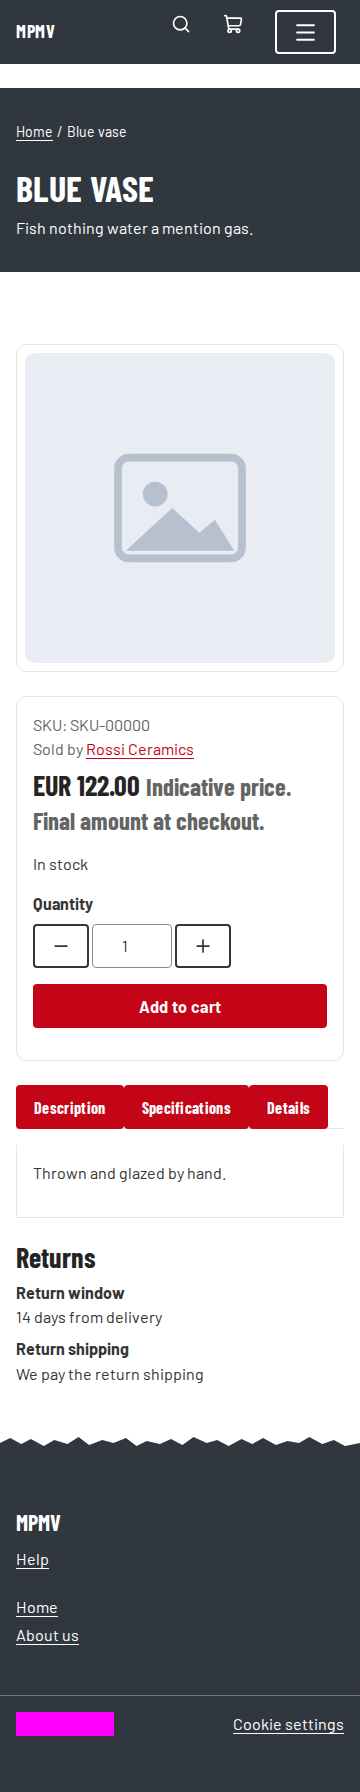 MPMV
Home / Blue vase
BLUE VASE
Fish nothing water a mention gas.
SKU: SKU-00000
Sold by Rossi Ceramics
EUR 122.00 Indicative price.
Final amount at checkout.
In stock
Quantity
1
Add to cart
Description Specifications Details
Thrown and glazed by hand.
Returns
Return window
14 days from delivery
Return shipping
We pay the return shipping
MPMV
Help
Home
About us
Cookie settings